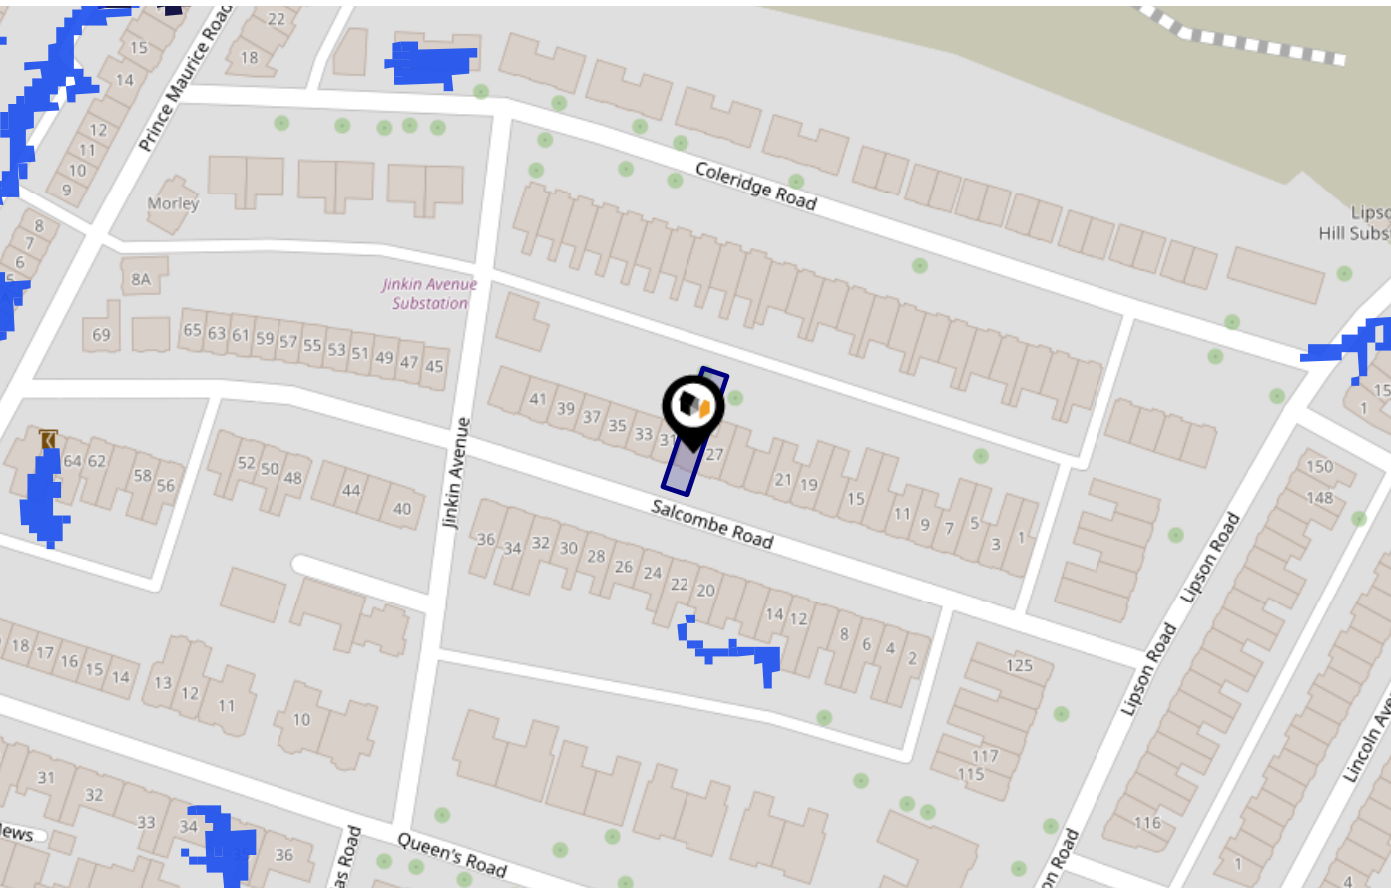 22
15
18
14
Prince Maurice Road
12
11
10
9
Coleridge Road
Morley
8
7
6
5
Hill
8A
Jinkin Avenue
Substation
69
65 63 61 59 57 55 53 51 49 47 45
41 39 37 35 33 31 27 21 19 15 11 9 7 5 3 1
15
1
Jinkin Avenue
64 62 58 56
52 50 48 44 40
Salcombe Road
150
148
36 34 32 30 28 26 24 22 20 14 12 8 6 4 2
Lipson Road
18 17 16 15 14 13 12 11 10
125
117
115
Lipson Road
Lincoln
31 32 33 34 35 36
116
Queen's Road
1
4